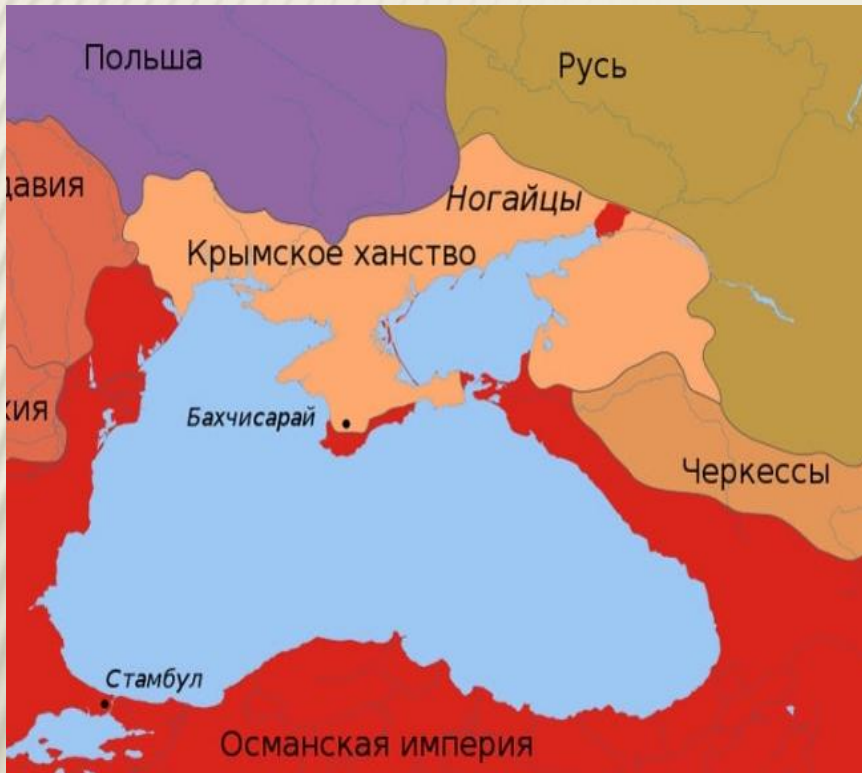 Польша
Русь
давия
Ногайцы
Крымское ханство
Бахчисарай
кия
Черкессы
Стамбул
Османская империя